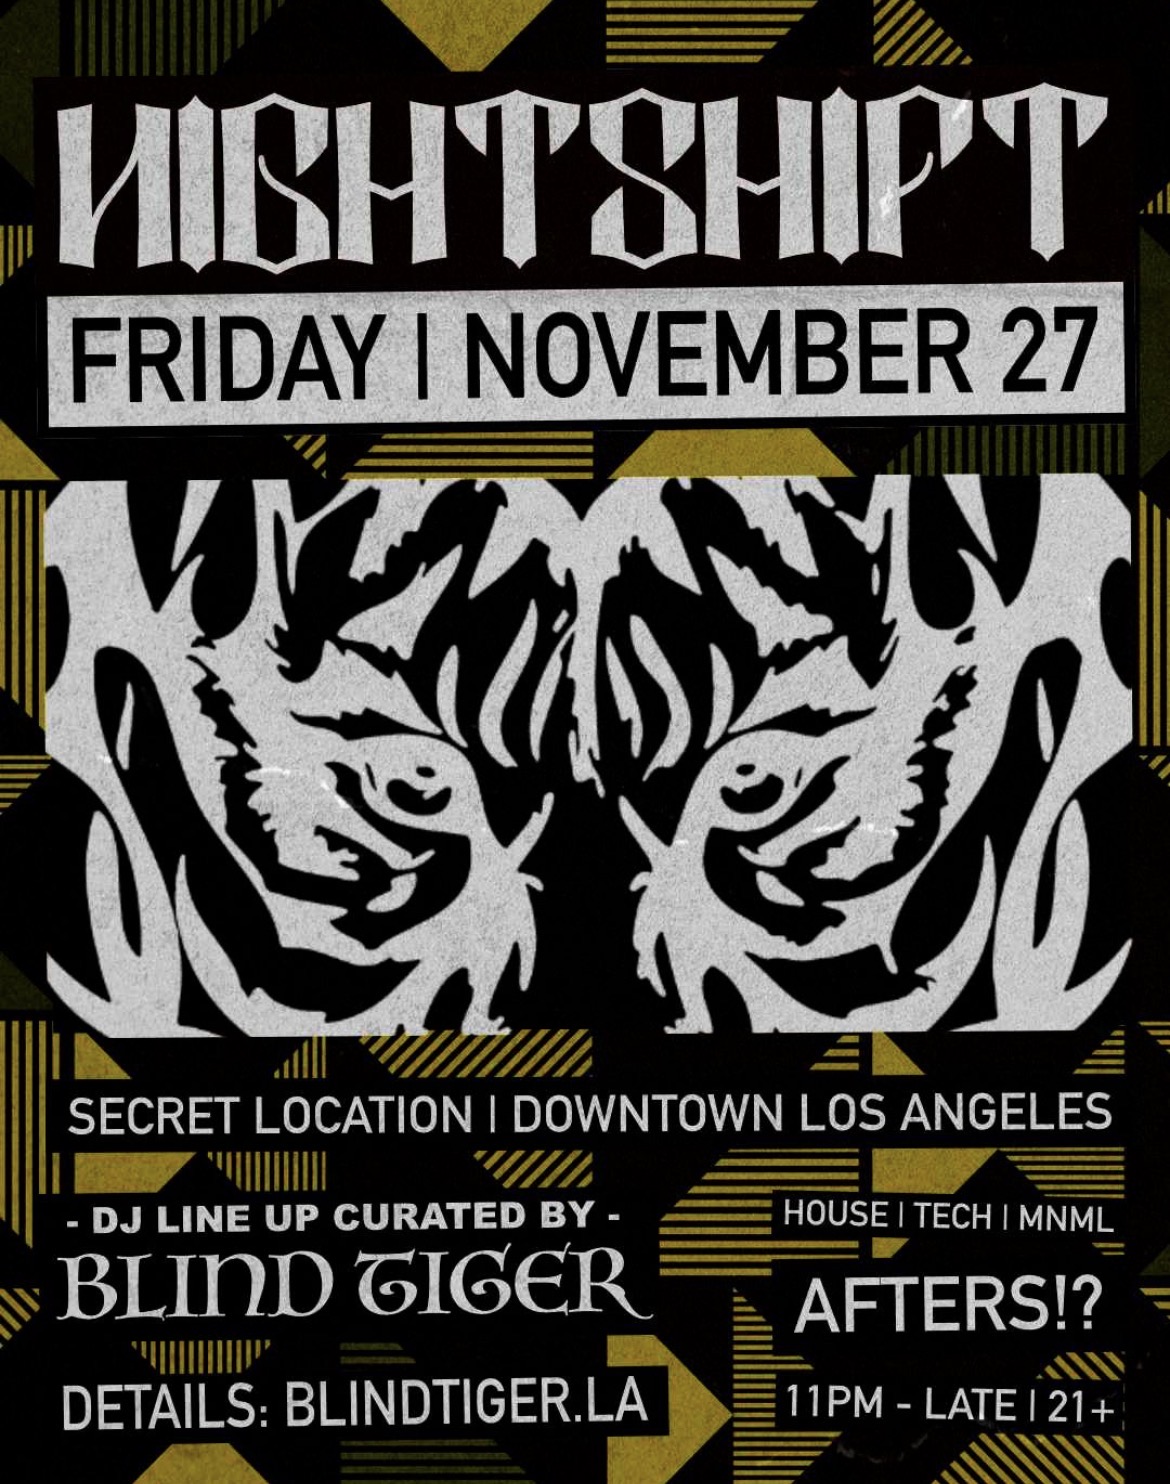 NIGHTSHIFT
FRIDAY | NOVEMBER 27
SECRET LOCATION | DOWNTOWN LOS ANGELES
- DJ LINE UP CURATED BY -
BLIND TIGER
DETAILS: BLINDTIGER.LA
HOUSE | TECH | MNML
AFTERS!?
11PM - LATE | 21+